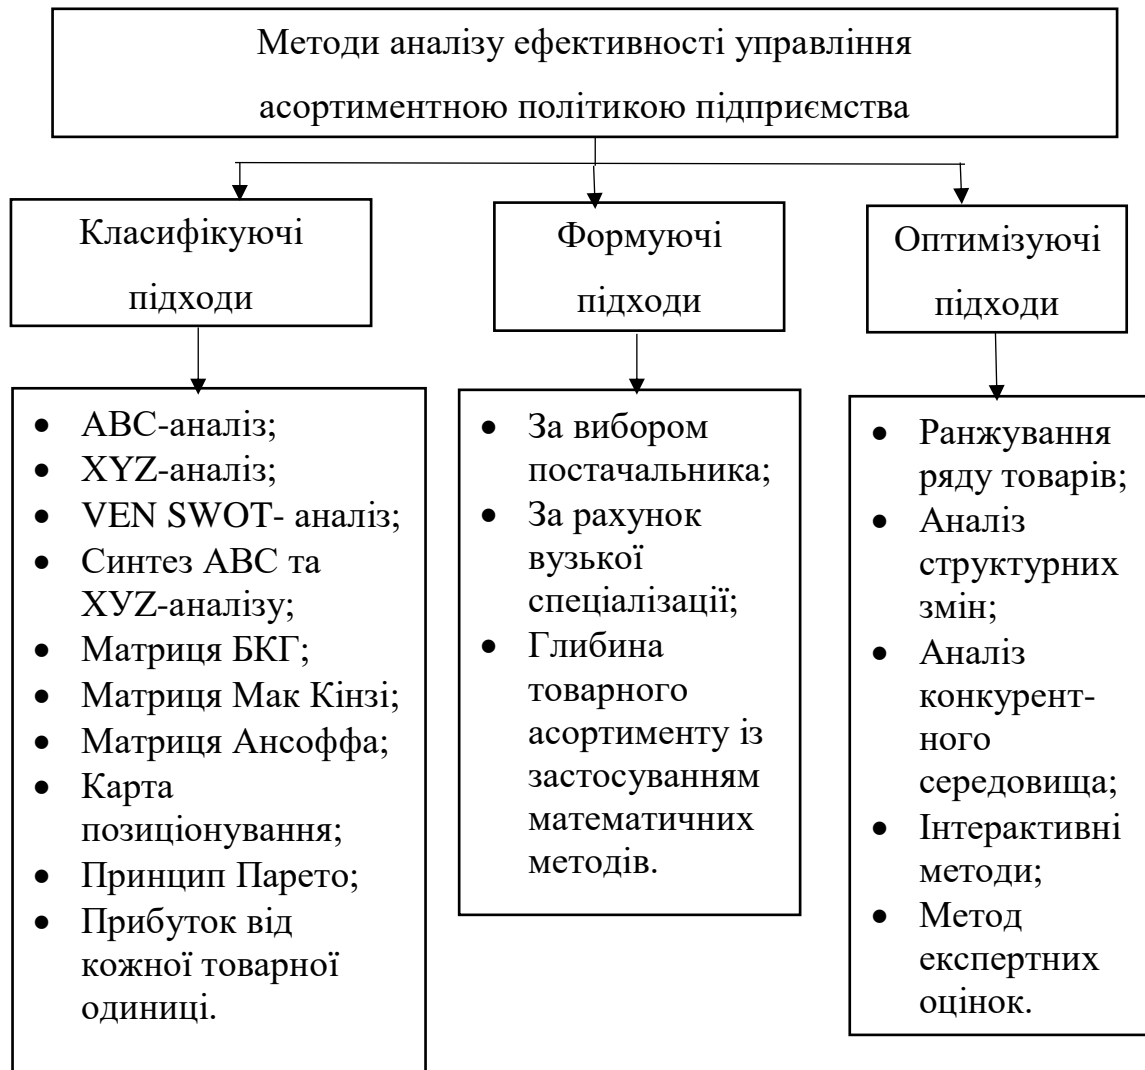 Методи аналізу ефективності управління
асортиментною політикою підприємства
Класифікуючі
підходи
Формуючі
підходи
Оптимізуючі
підходи
• АВС-аналіз;
• XYZ-аналіз;
• VEN SWOT- аналіз;
• Синтез АВС та
ХУZ-аналізу;
• Матриця БКГ;
• Матриця Мак Кінзі;
• Матриця Ансоффа;
• Карта
позиціонування;
• Принцип Парето;
• Прибуток від
кожної товарної
одиниці.
• За вибором
постачальника;
• За рахунок
вузької
спеціалізації;
• Глибина
товарного
асортименту із
застосуванням
математичних
методів.
• Ранжування
ряду товарів;
• Аналіз
структурних
змін;
• Аналіз
конкурент-
ного
середовища;
• Інтерактивні
методи;
• Метод
експертних
оцінок.